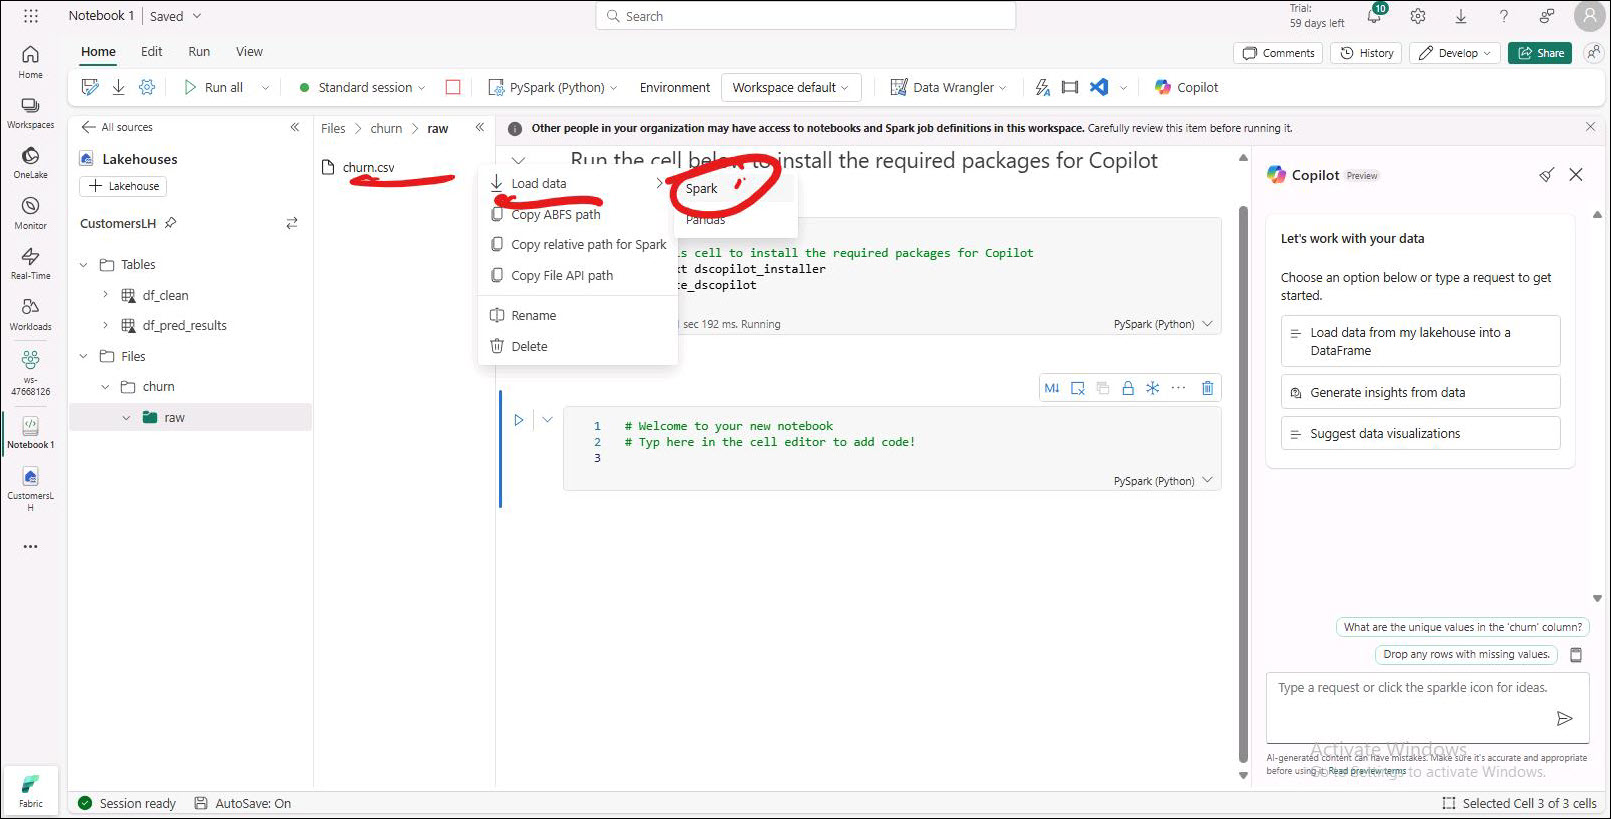 Notebook 1
Saved
Search
Trial:
59 days left
10
Home
Edit
Run
View
Comments
History
Develop
Share
Run all
Standard session
PySpark (Python)
Environment
Workspace default
Data Wrangler
Copilot
Home
Workspaces
OneLake
Monitor
Real-Time
Workloads
ws-
47668126
Notebook 1
CustomersL
H
Fabric
All sources
Lakehouses
Lakehouse
CustomersLH
Tables
df_clean
df_pred_results
Files
churn
raw
Files > churn > raw
churn.csv
Load data
Copy ABFS path
Copy relative path for Spark
Copy File API path
Rename
Delete
Spark
Pandas
Other people in your organization may have access to notebooks and Spark job definitions in this workspace. Carefully review this item before running it.
Run the cell below to install the required packages for Copilot
is cell to install the required packages for Copilot
xt dscopilot_installer
te_dscopilot
sec 192 ms. Running
PySpark (Python)
M↓
1 # Welcome to your new notebook
2 # Typ here in the cell editor to add code!
3
PySpark (Python)
Copilot
Preview
Let's work with your data
Choose an option below or type a request to get
started.
Load data from my lakehouse into a
DataFrame
Generate insights from data
Suggest data visualizations
What are the unique values in the 'churn' column?
Drop any rows with missing values.
Type a request or click the sparkle icon for ideas.
Activate Windows
AI-generated content can have mistakes. Make sure it's accurate and appropriate
before using it. Read preview terms
Go to Settings to activate Windows.
Session ready
AutoSave: On
Selected Cell 3 of 3 cells